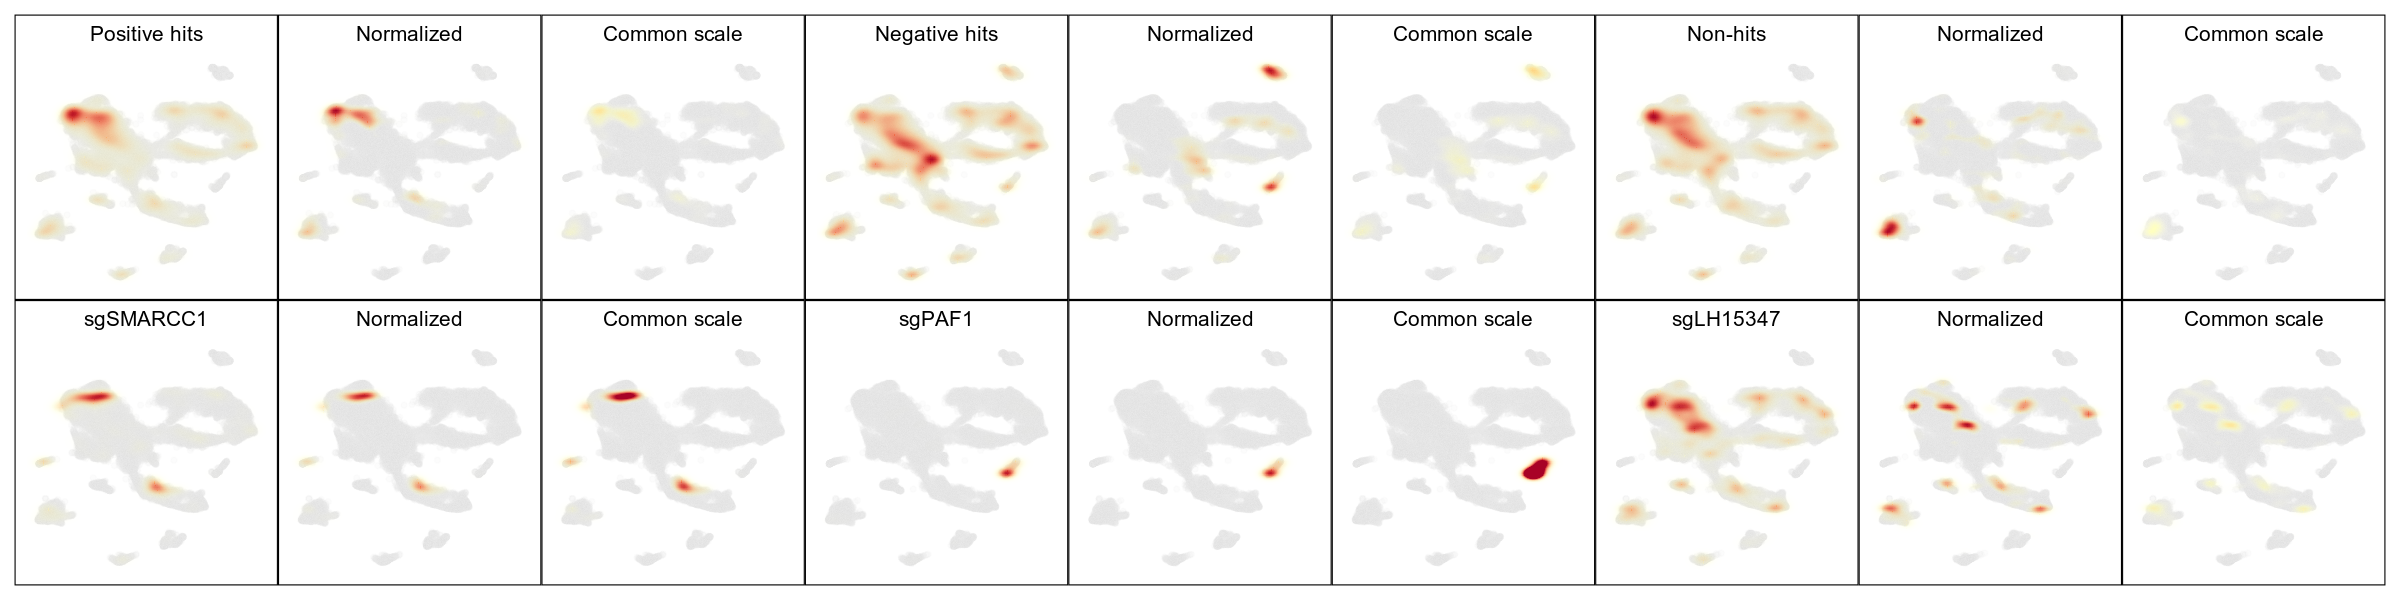 Positive hits
Normalized
Common scale
Negative hits
Normalized
Common scale
Non-hits
Normalized
Common scale
sgSMARCC1
Normalized
Common scale
sgPAF1
Normalized
Common scale
sgLH15347
Normalized
Common scale